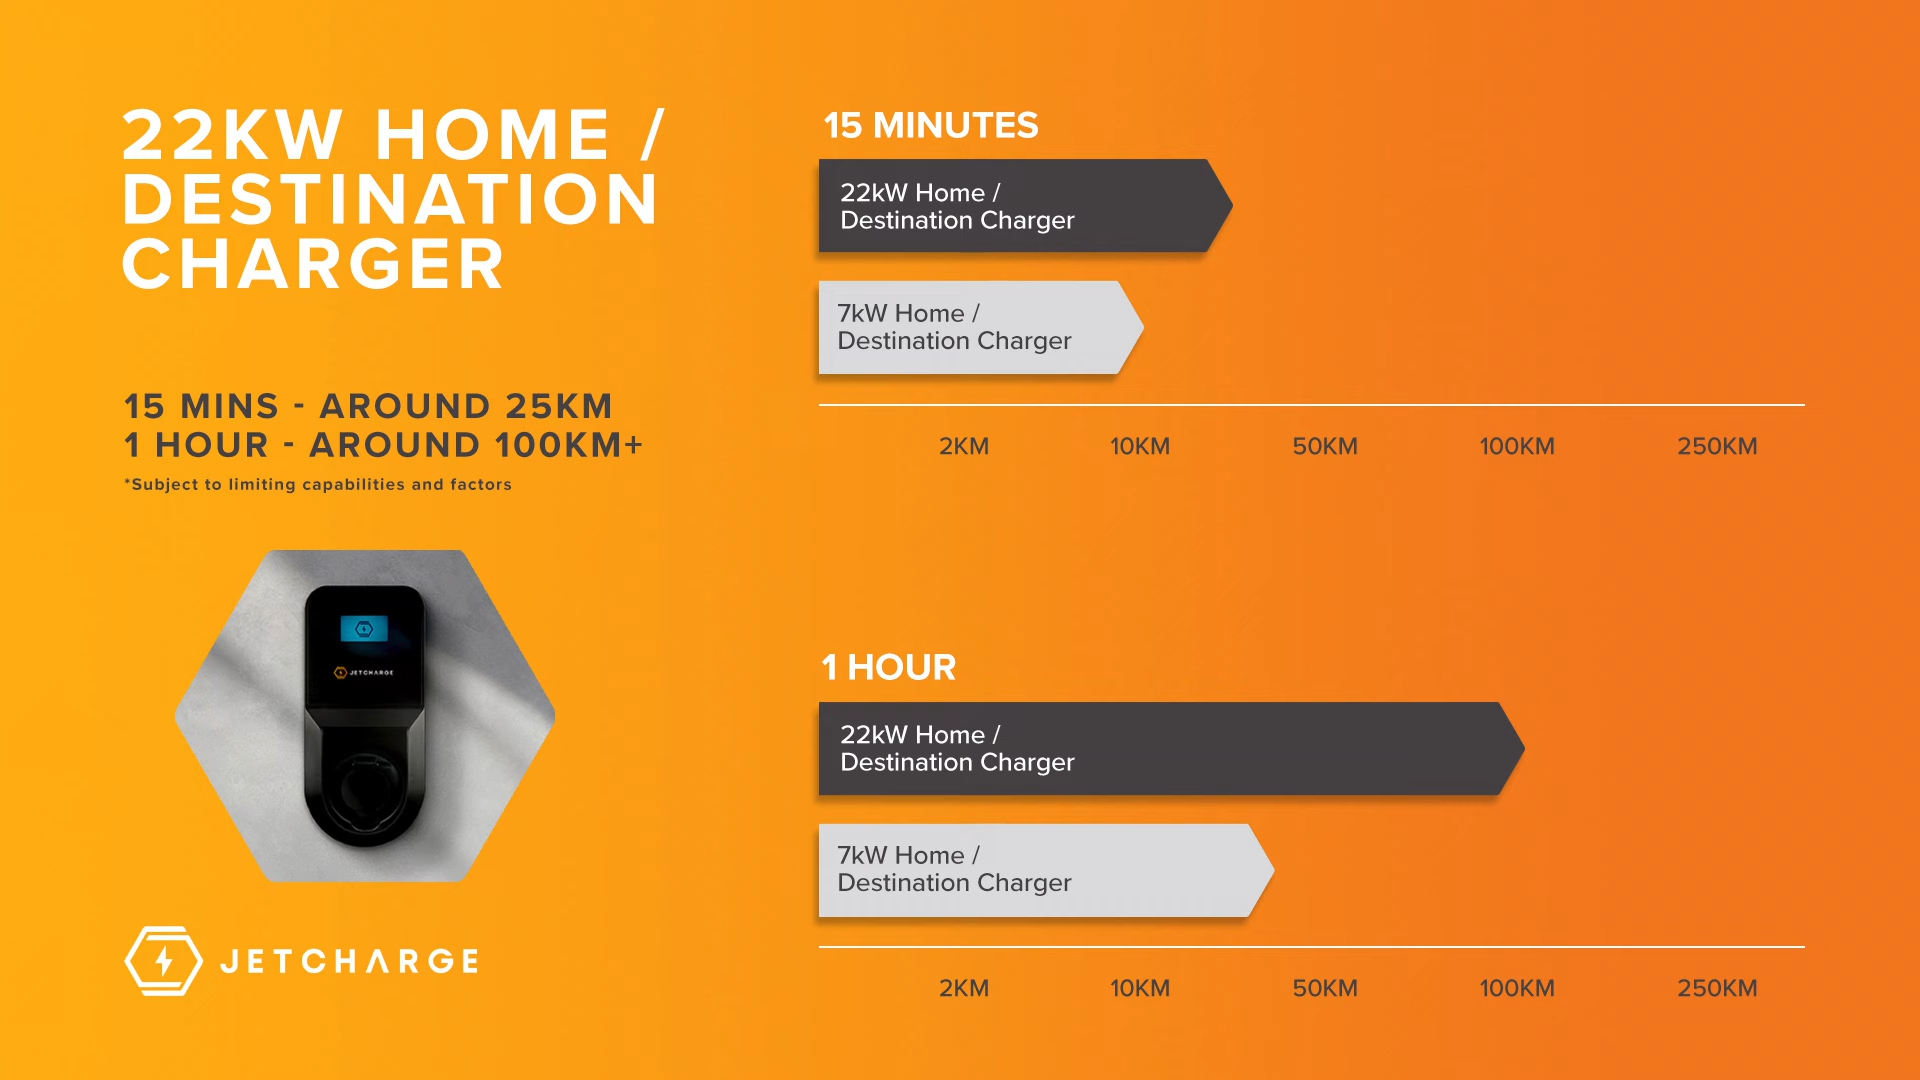 22KW HOME /
DESTINATION
CHARGER
15 MINS - AROUND 25KM
1 HOUR - AROUND 100KM+
*Subject to limiting capabilities and factors
JETCHARGE
JETCHARGE
15 MINUTES
22kW Home /
Destination Charger
7kW Home /
Destination Charger
2KM 10KM 50KM 100KM 250KM
1 HOUR
22kW Home /
Destination Charger
7kW Home /
Destination Charger
2KM 10KM 50KM 100KM 250KM